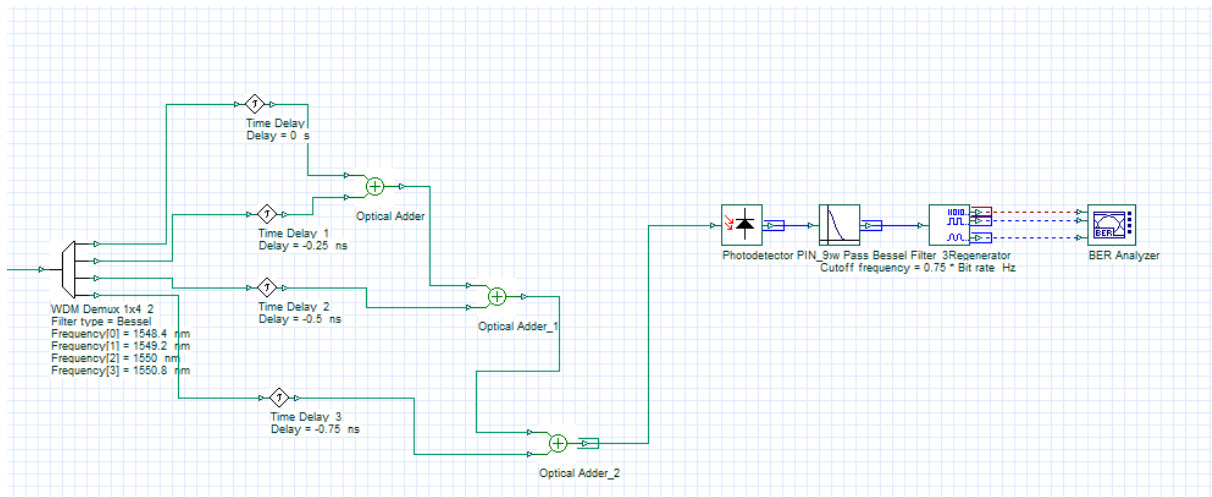 Time Delay
Delay = 0 s
Optical Adder
Time Delay_1
Delay = -0.25 ns
Photodetector PIN_9w Pass Bessel Filter_3Regenerator
Cutoff frequency = 0.75 * Bit rate Hz
BER
BER Analyzer
WDM Demux 1x4_2
Filter type = Bessel
Frequency[0] = 1548.4 nm
Frequency[1] = 1549.2 nm
Frequency[2] = 1550 nm
Frequency[3] = 1550.8 nm
Time Delay_2
Delay = -0.5 ns
Optical Adder_1
Time Delay_3
Delay = -0.75 ns
Optical Adder_2